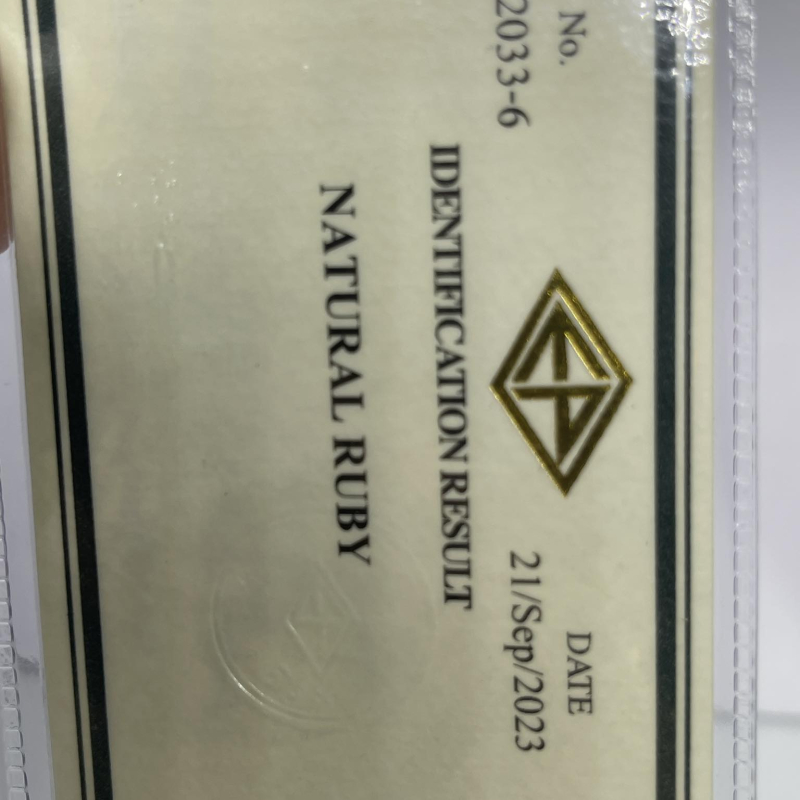 No.
2033-6
DATE
21/Sep/2023
IDENTIFICATION RESULT
NATURAL RUBY